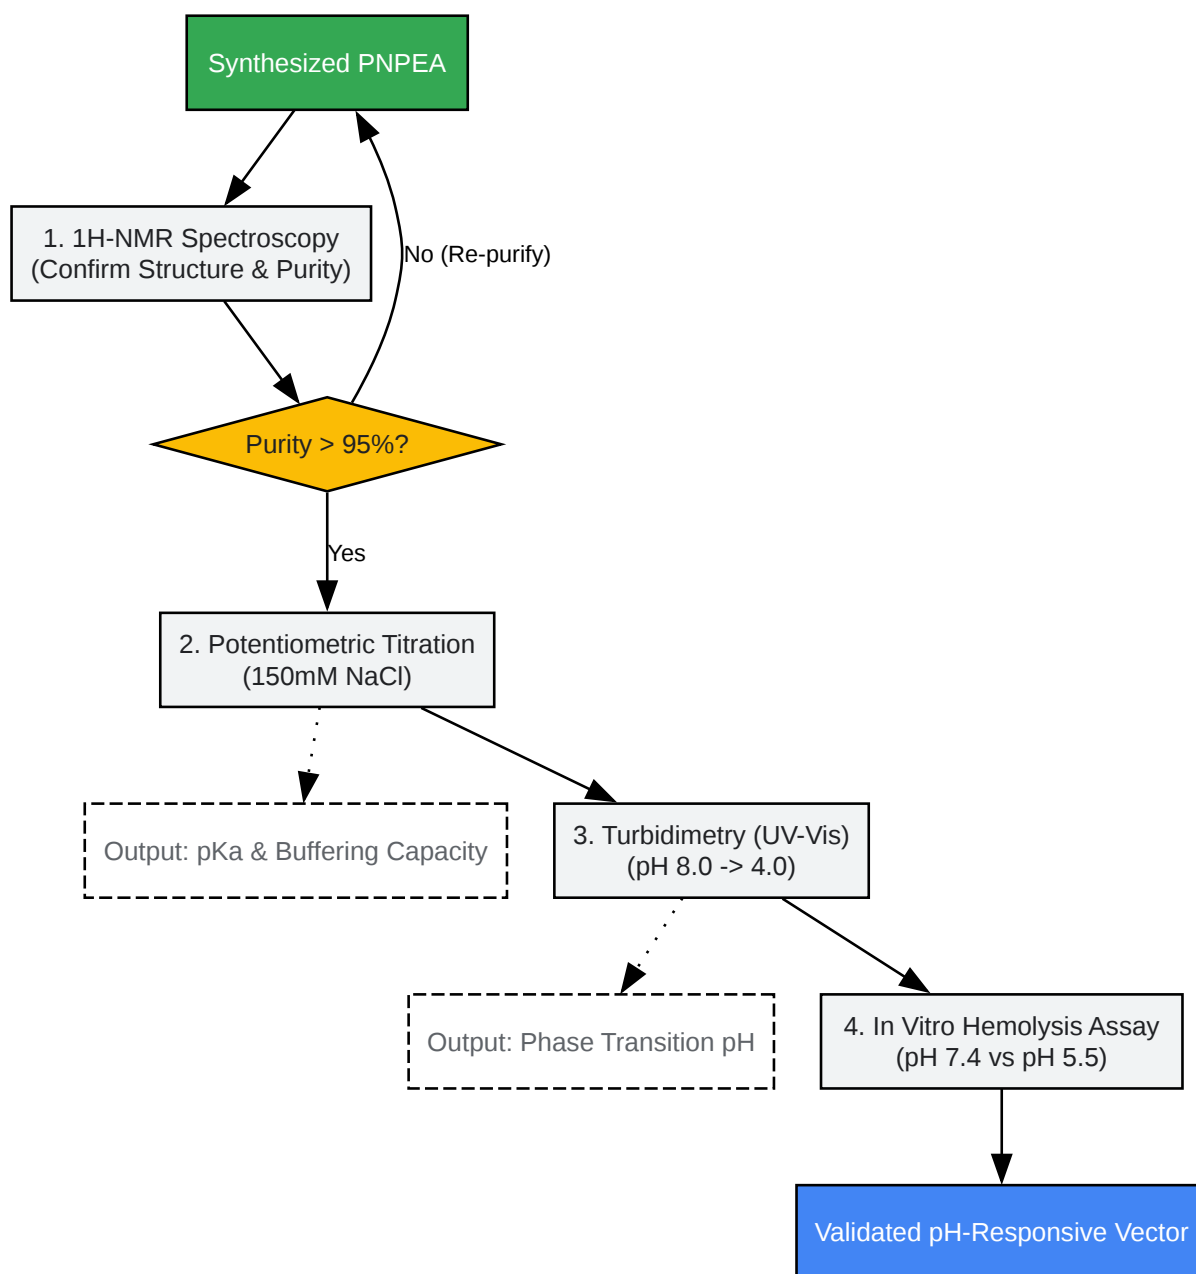 Synthesized PNPEA
1. 1H-NMR Spectroscopy
(Confirm Structure & Purity)
No (Re-purify)
Purity > 95%?
Yes
2. Potentiometric Titration
(150mM NaCl)
Output: pKa & Buffering Capacity
3. Turbidimetry (UV-Vis)
(pH 8.0 -> 4.0)
Output: Phase Transition pH
4. In Vitro Hemolysis Assay
(pH 7.4 vs pH 5.5)
Validated pH-Responsive Vector